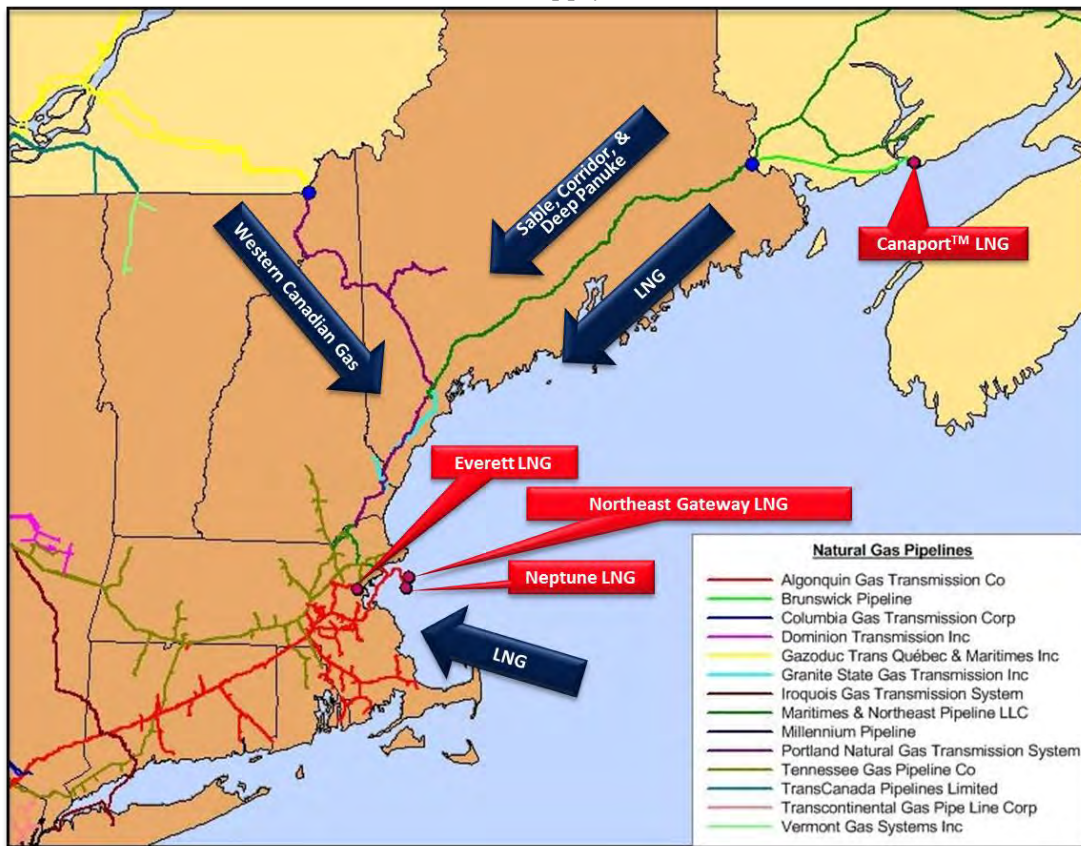 Sable, Corridor, &
Deep Panuke
Western Canadian Gas
LNG
Canaport™ LNG
Everett LNG
Northeast Gateway LNG
Neptune LNG
LNG
Natural Gas Pipelines
Algonquin Gas Transmission Co
Brunswick Pipeline
Columbia Gas Transmission Corp
Dominion Transmission Inc
Gazoduc Trans Québec & Maritimes Inc
Granite State Gas Transmission Inc
Iroquois Gas Transmission System
Maritimes & Northeast Pipeline LLC
Millennium Pipeline
Portland Natural Gas Transmission System
Tennessee Gas Pipeline Co
TransCanada Pipelines Limited
Transcontinental Gas Pipe Line Corp
Vermont Gas Systems Inc